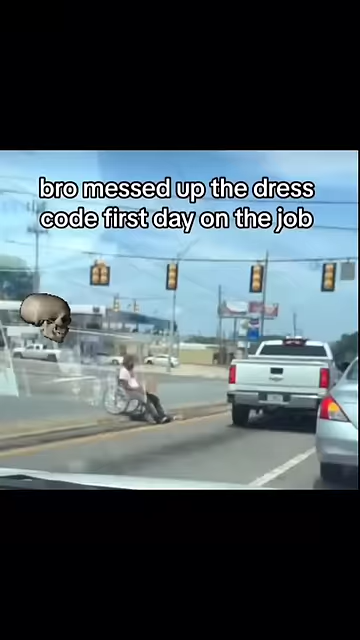 bro messed up the dress
code first day on the job